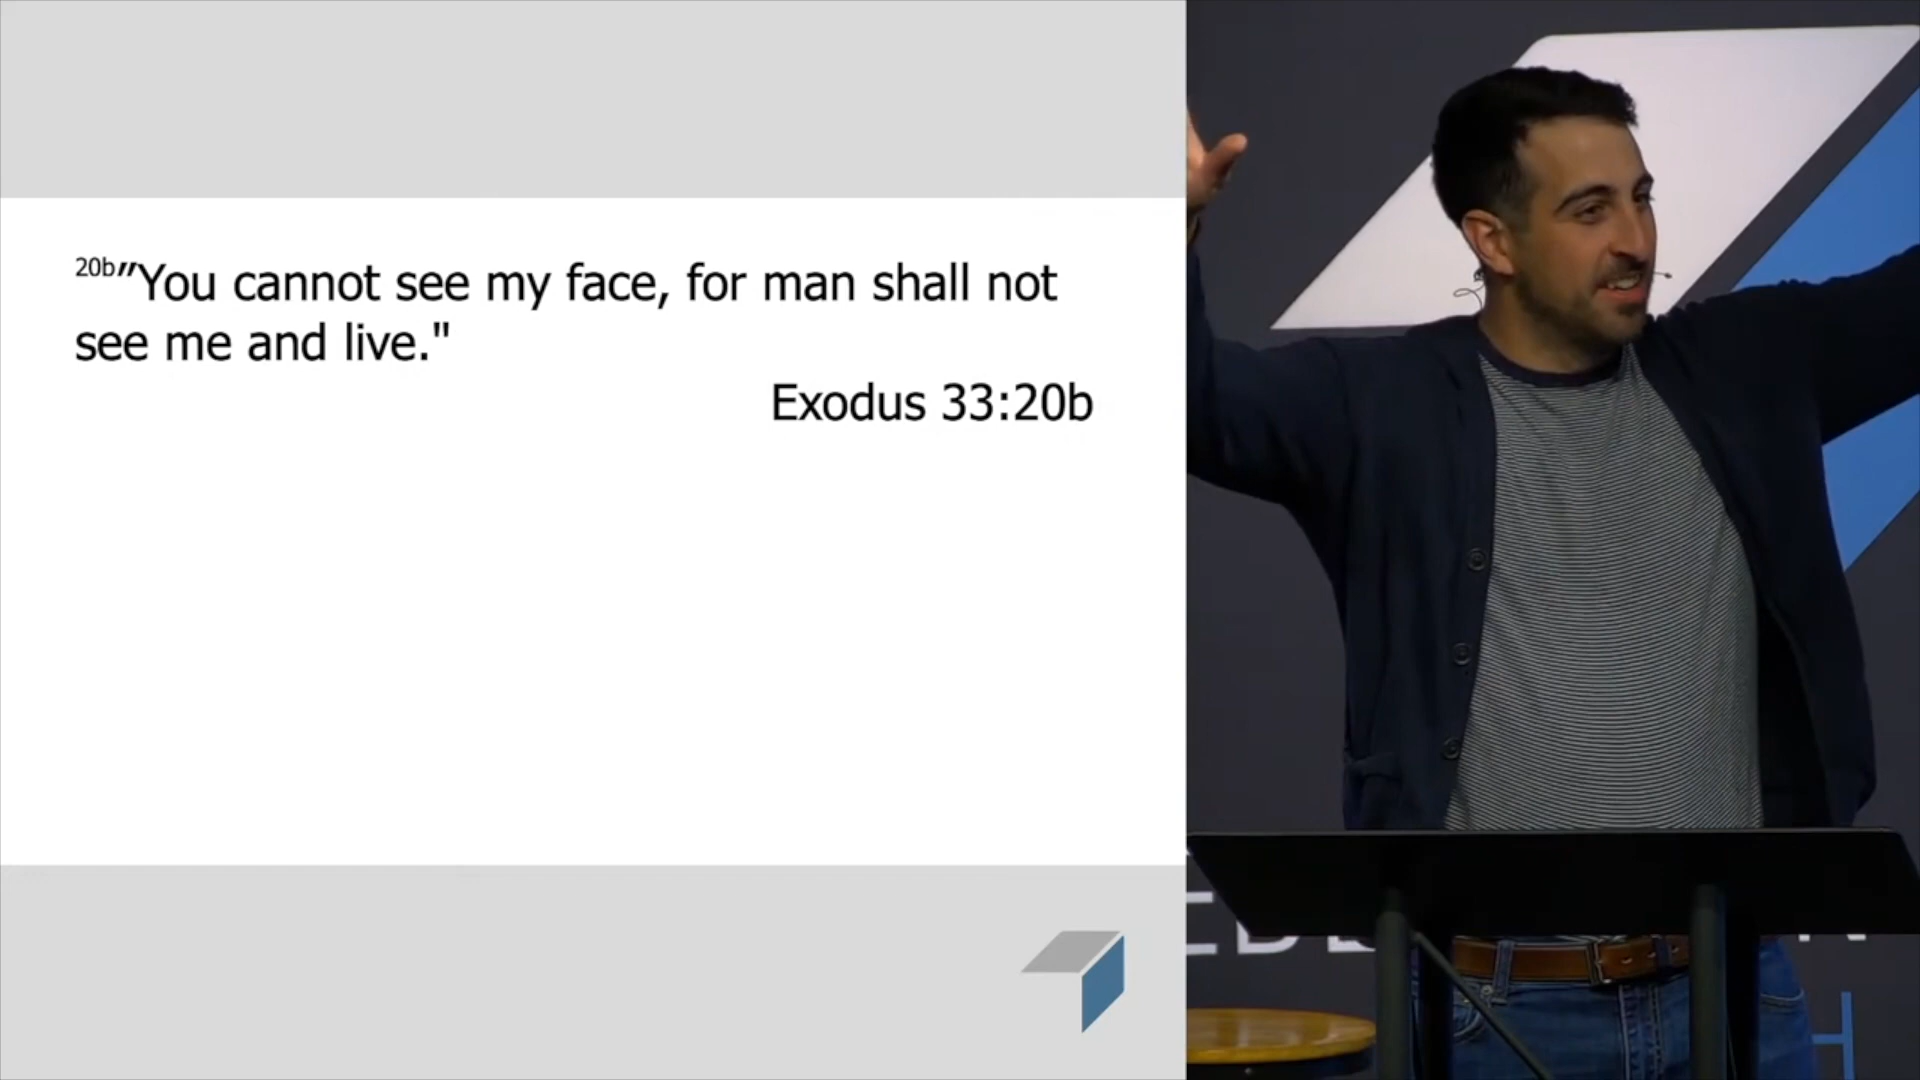 20b"You cannot see my face, for man shall not
see me and live."
Exodus 33:20b